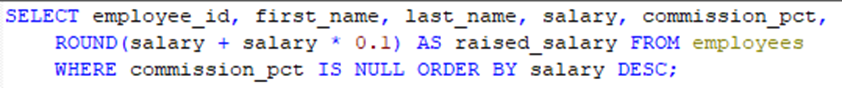 SELECT employee_id, first_name, last_name, salary, commission_pct,
ROUND(salary + salary * 0.1) AS raised_salary FROM employees
WHERE commission_pct IS NULL ORDER BY salary DESC;